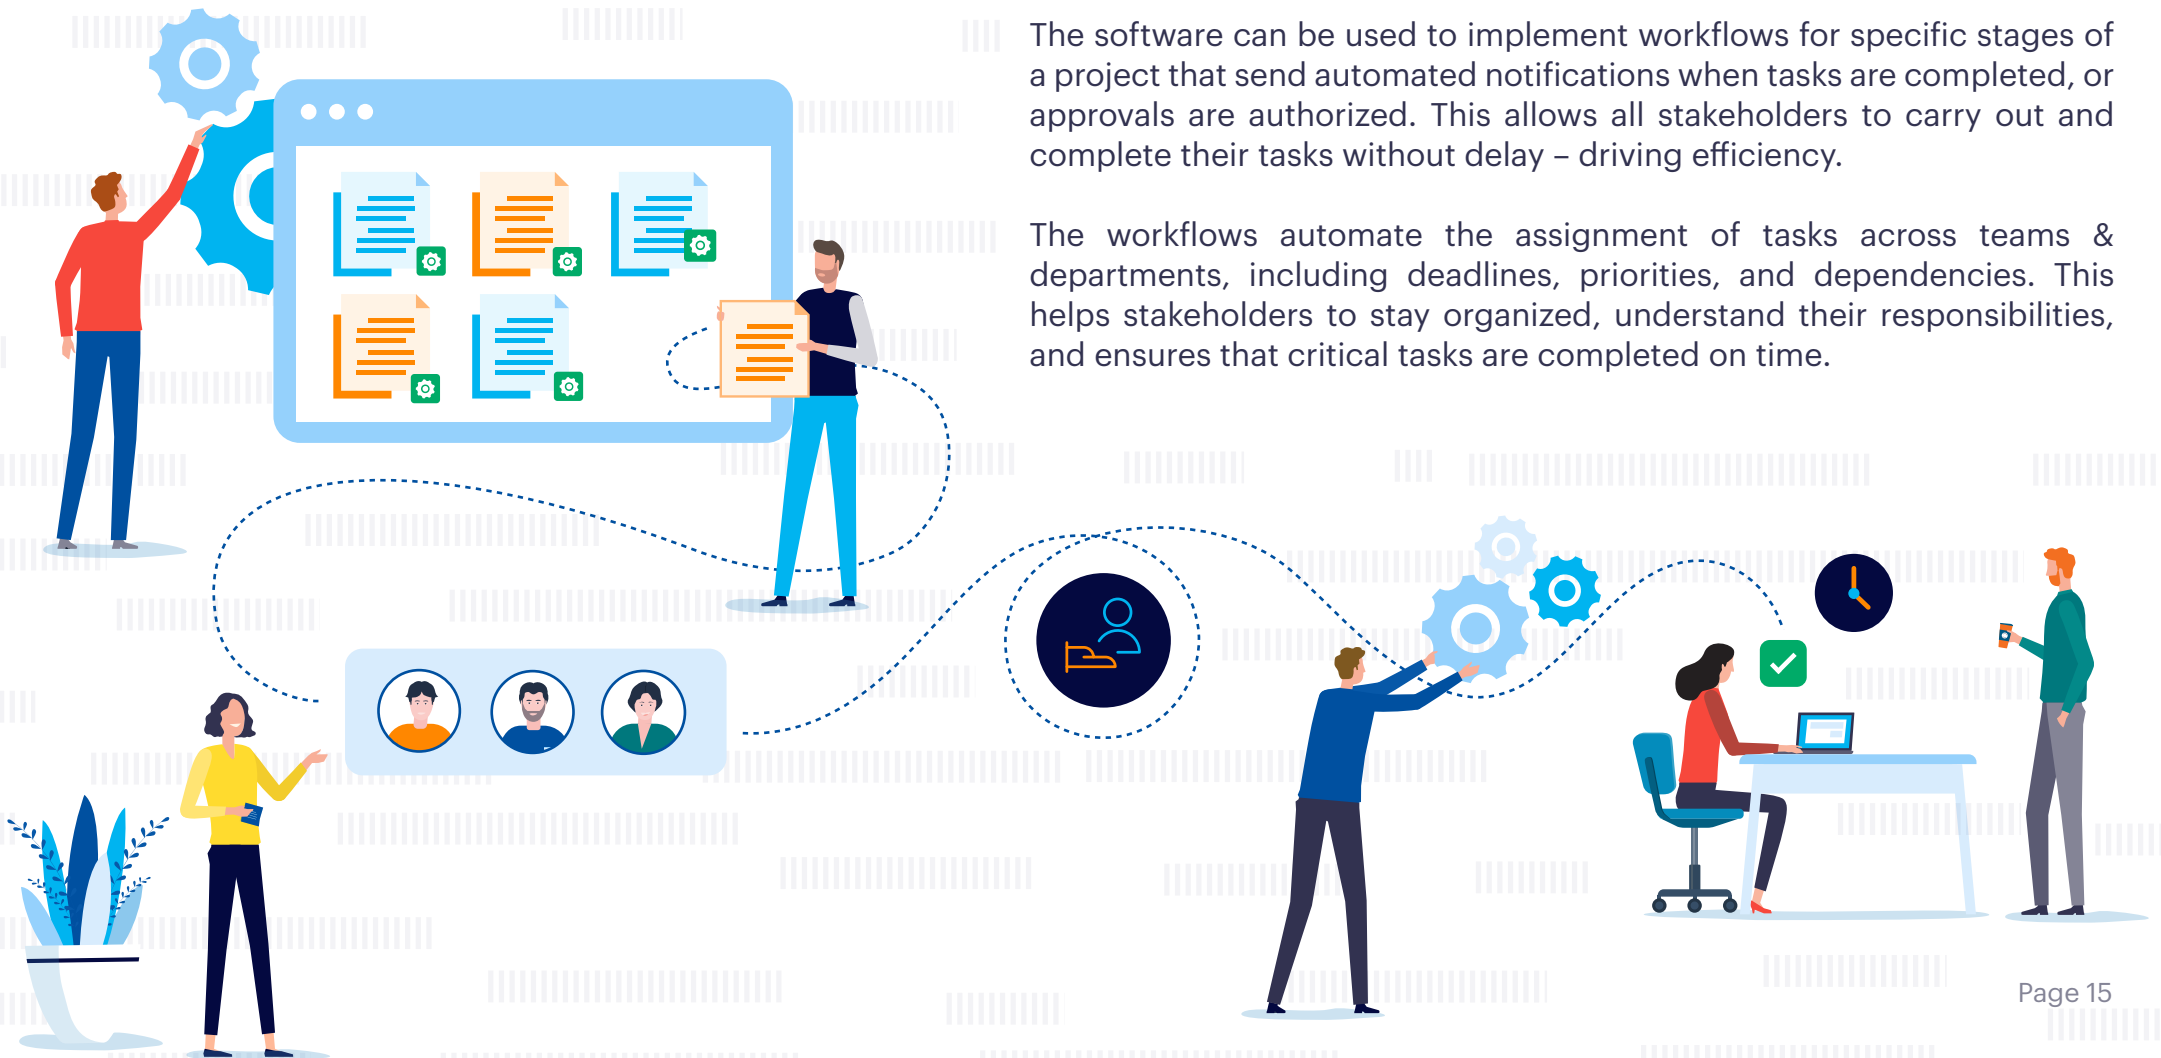 The software can be used to implement workflows for specific stages of
a project that send automated notifications when tasks are completed, or
approvals are authorized. This allows all stakeholders to carry out and
complete their tasks without delay – driving efficiency.
The workflows automate the assignment of tasks across teams &
departments, including deadlines, priorities, and dependencies. This
helps stakeholders to stay organized, understand their responsibilities,
and ensures that critical tasks are completed on time.
Page 15